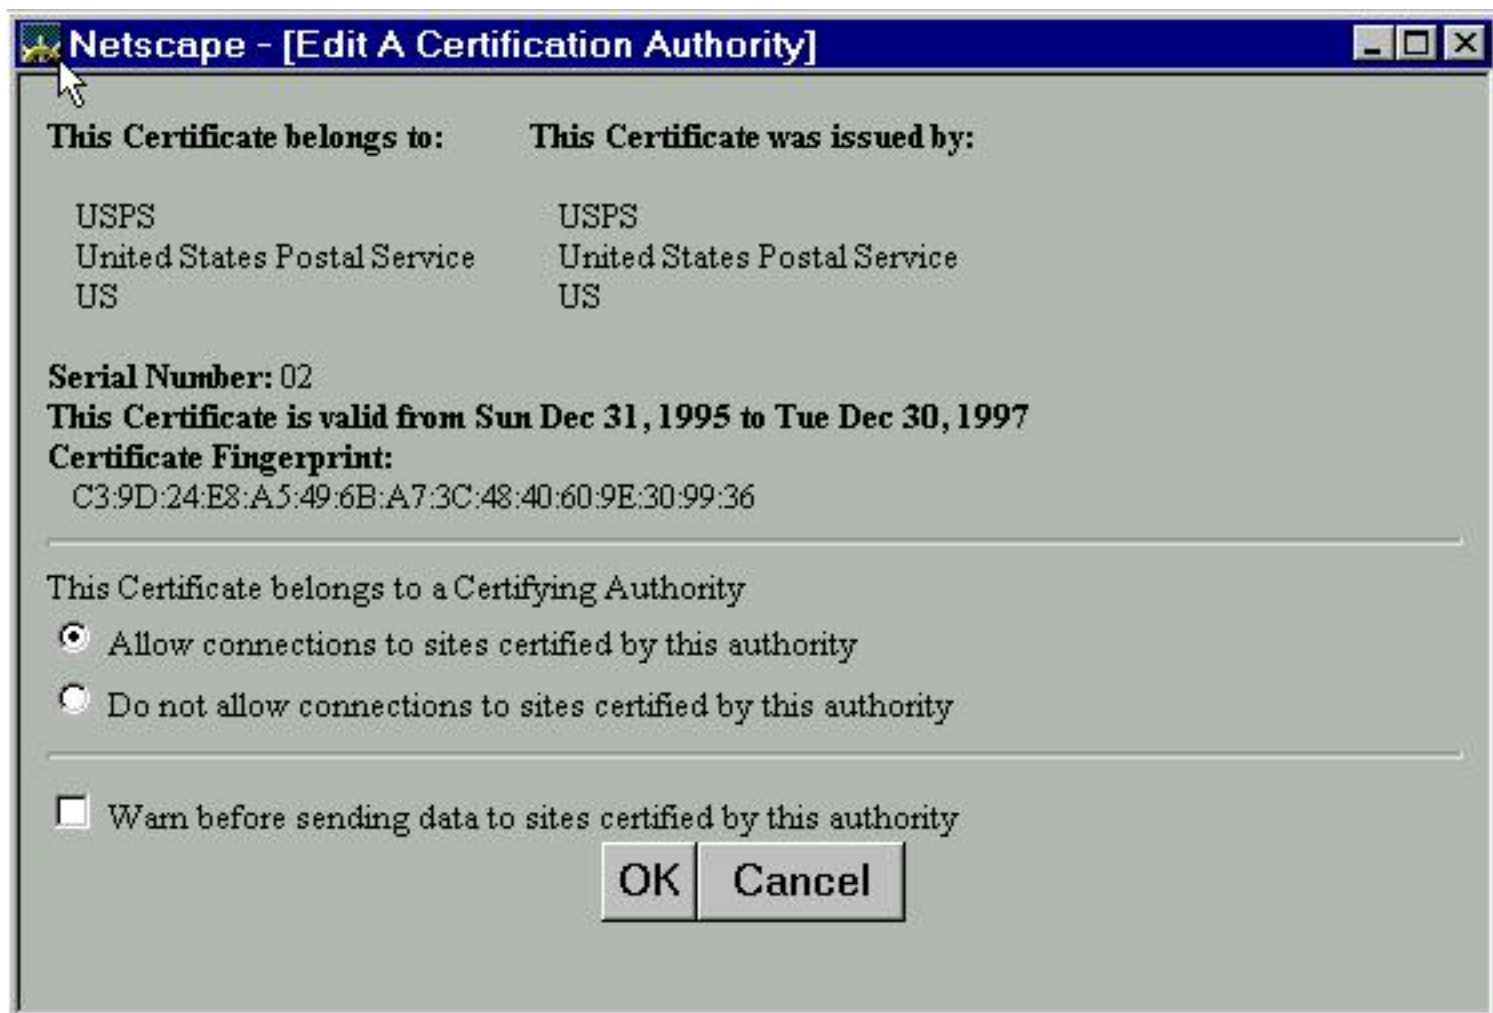 Netscape - [Edit A Certification Authority]
This Certificate belongs to: This Certificate was issued by:
USPS USPS
United States Postal Service United States Postal Service
US US
Serial Number: 02
This Certificate is valid from Sun Dec 31, 1995 to Tue Dec 30, 1997
Certificate Fingerprint:
C3:9D:24:E8:A5:49:6B:A7:3C:48:40:60:9E:30:99:36
This Certificate belongs to a Certifying Authority
Allow connections to sites certified by this authority
Do not allow connections to sites certified by this authority
Warn before sending data to sites certified by this authority
OK Cancel